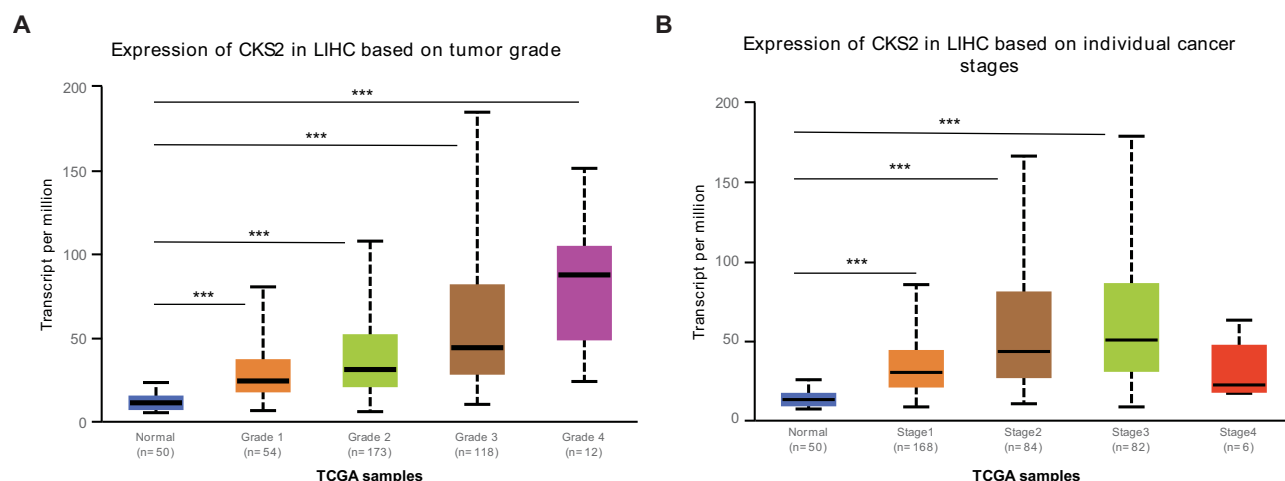 A
Expression of CKS2 in LIHC based on tumor grade
Transcript per million
200
150
100
50
0
***
***
***
***
Normal
(n=50)
Grade 1
(n=54)
Grade 2
(n=173)
Grade 3
(n=118)
Grade 4
(n=12)
TCGA samples
B
Expression of CKS2 in LIHC based on individual cancer
stages
Transcript per million
200
150
100
50
0
***
***
***
Normal
(n=50)
Stage1
(n=168)
Stage2
(n=84)
Stage3
(n=82)
Stage4
(n=6)
TCGA samples